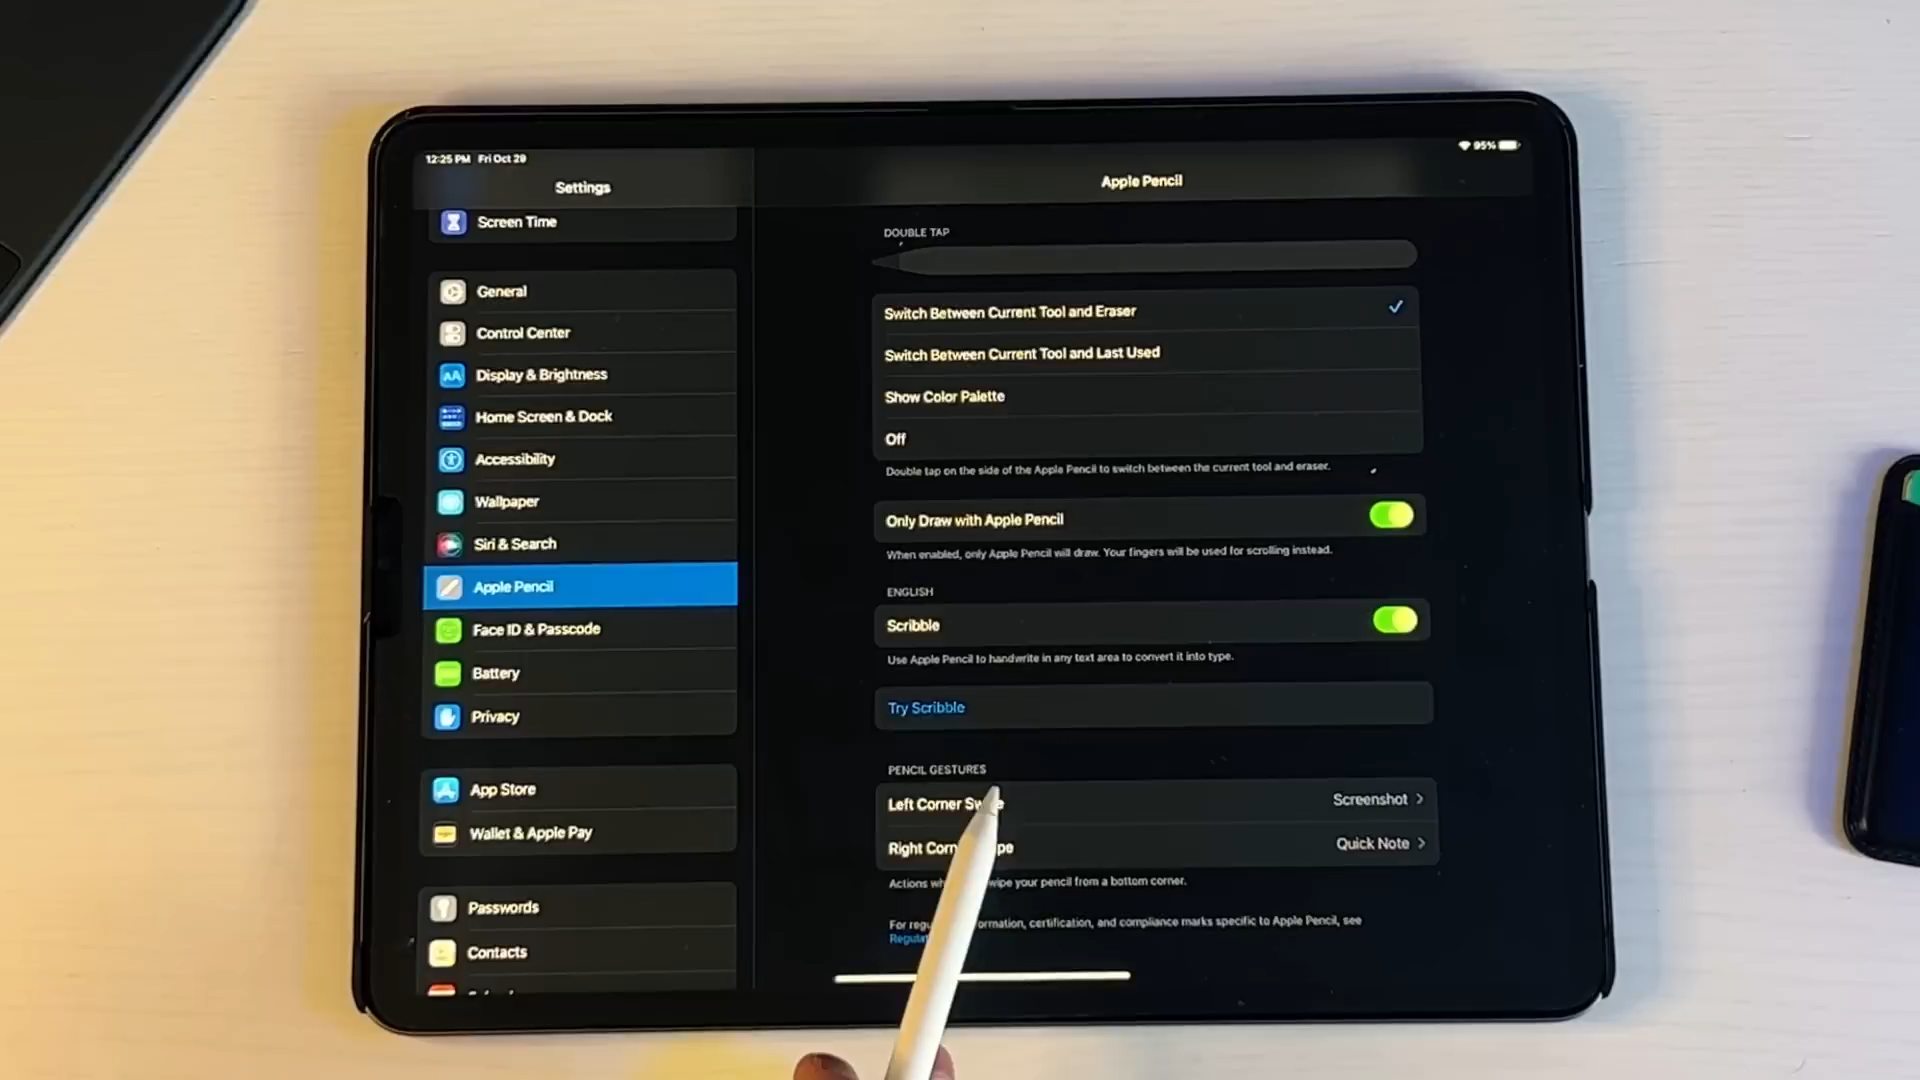 12:25 PM Fri Oct 29
95%
Settings
Screen Time
General
Control Center
AA Display & Brightness
Home Screen & Dock
Accessibility
Wallpaper
Siri & Search
Apple Pencil
Face ID & Passcode
Battery
Privacy
App Store
Wallet & Apple Pay
Passwords
Contacts
Apple Pencil
DOUBLE TAP
Switch Between Current Tool and Eraser
Switch Between Current Tool and Last Used
Show Color Palette
Off
Double tap on the side of the Apple Pencil to switch between the current tool and eraser.
Only Draw with Apple Pencil
When enabled, only Apple Pencil will draw. Your fingers will be used for scrolling instead.
ENGLISH
Scribble
Use Apple Pencil to handwrite in any text area to convert it into type.
Try Scribble
PENCIL GESTURES
Left Corner Screenshot
Right Quick Note
Actions your pencil from a bottom corner.
For certification, and compliance marks specific to Apple Pencil, see